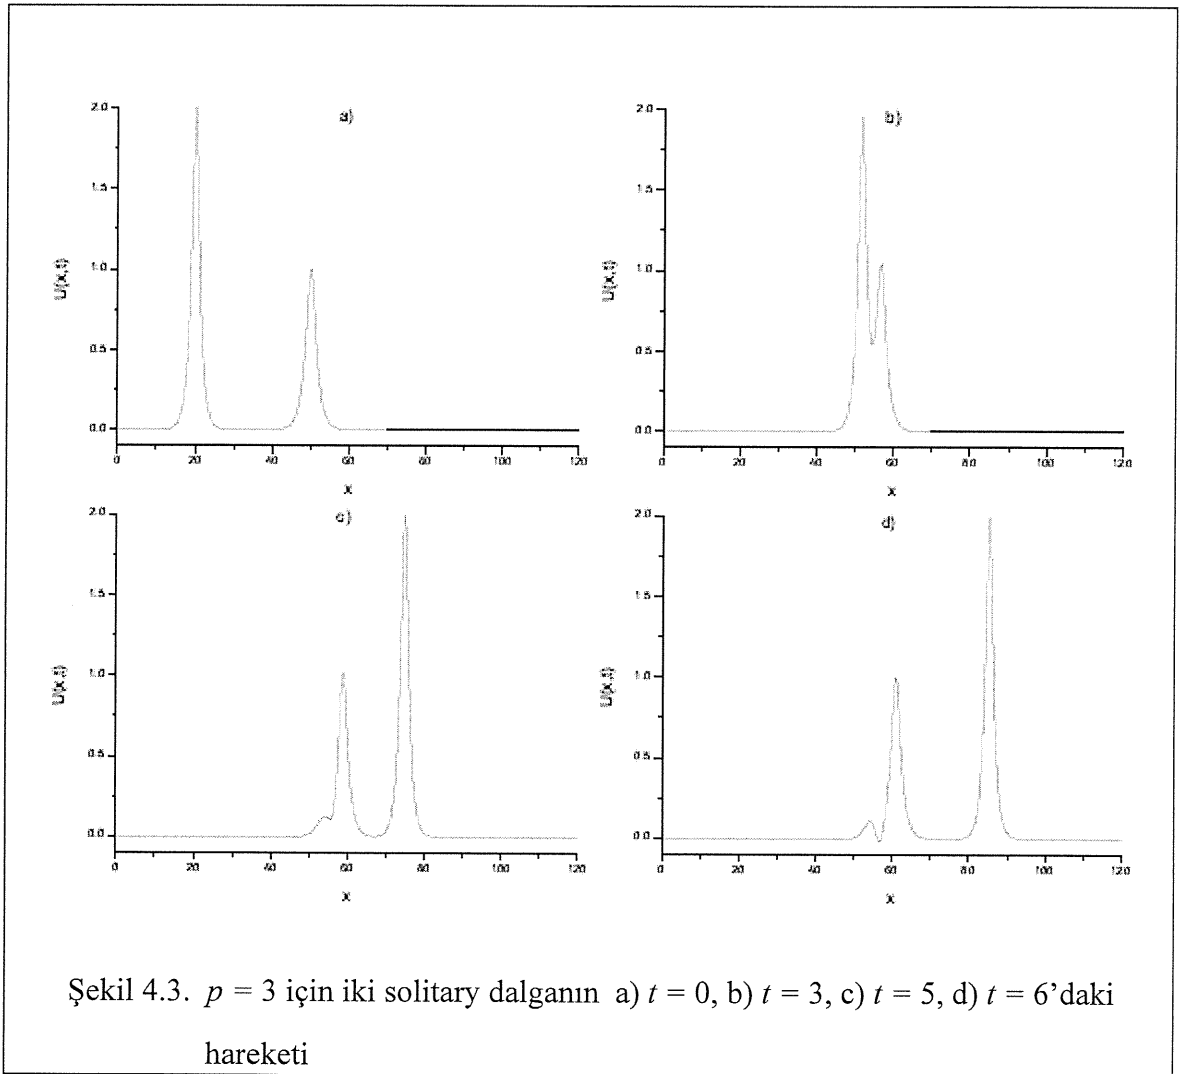 a)
2.0
1.5
1.0
0.5
0.0
U(x,t)
0 20 40 60 80 100 120
x
b)
2.0
1.5
1.0
0.5
0.0
U(x,t)
0 20 40 60 80 100 120
x
c)
2.0
1.5
1.0
0.5
0.0
U(x,t)
0 20 40 60 80 100 120
x
d)
2.0
1.5
1.0
0.5
0.0
U(x,t)
0 20 40 60 80 100 120
x
Şekil 4.3. p = 3 için iki solitary dalganın a) t = 0, b) t = 3, c) t = 5, d) t = 6’daki
hareketi